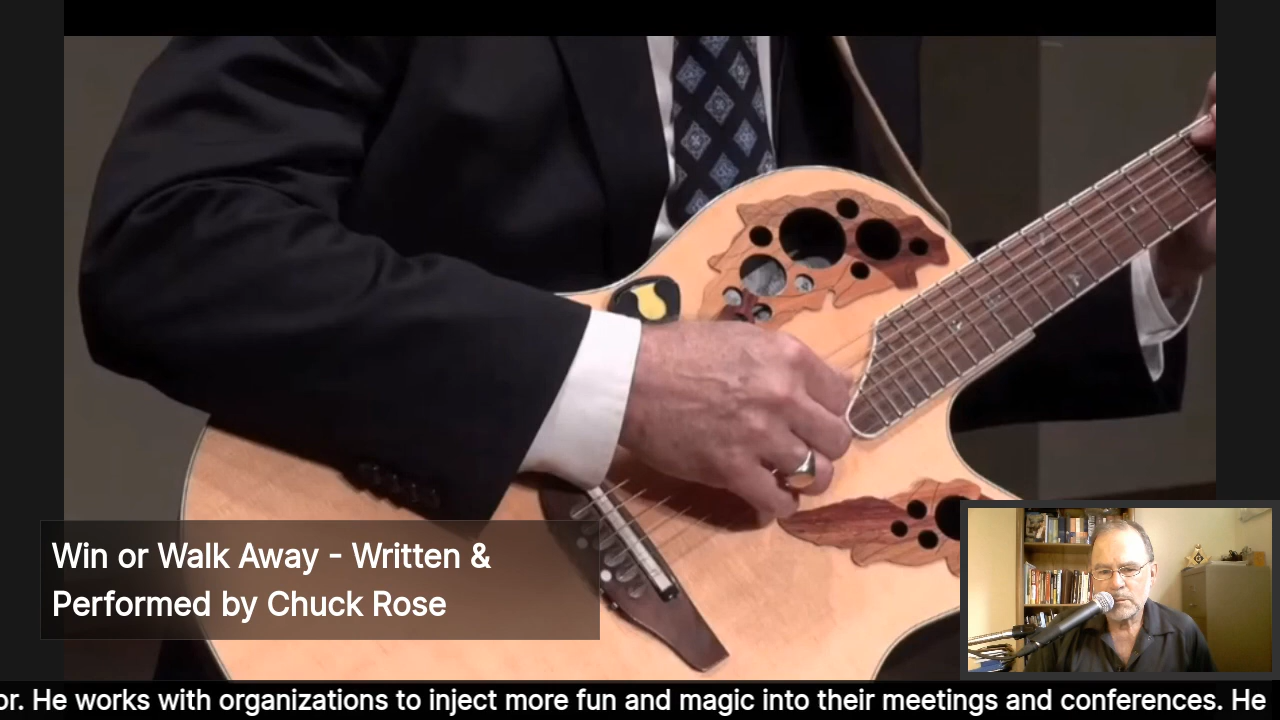 Win or Walk Away - Written &
Performed by Chuck Rose
or. He works with organizations to inject more fun and magic into their meetings and conferences. He